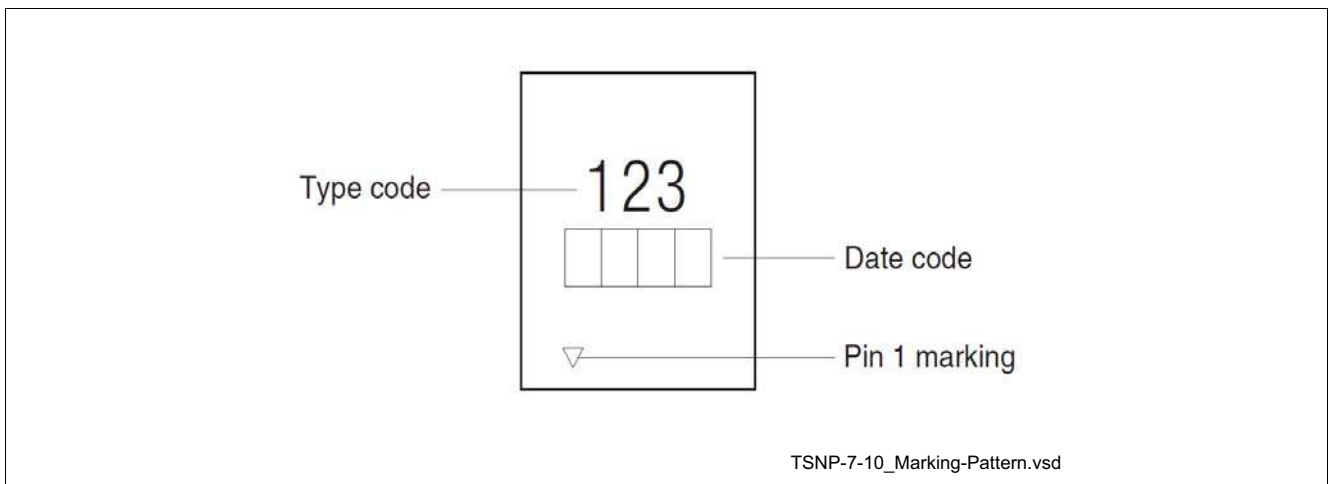 Type code
123
Date code
Pin 1 marking
TSNP-7-10_Marking-Pattern.vsd